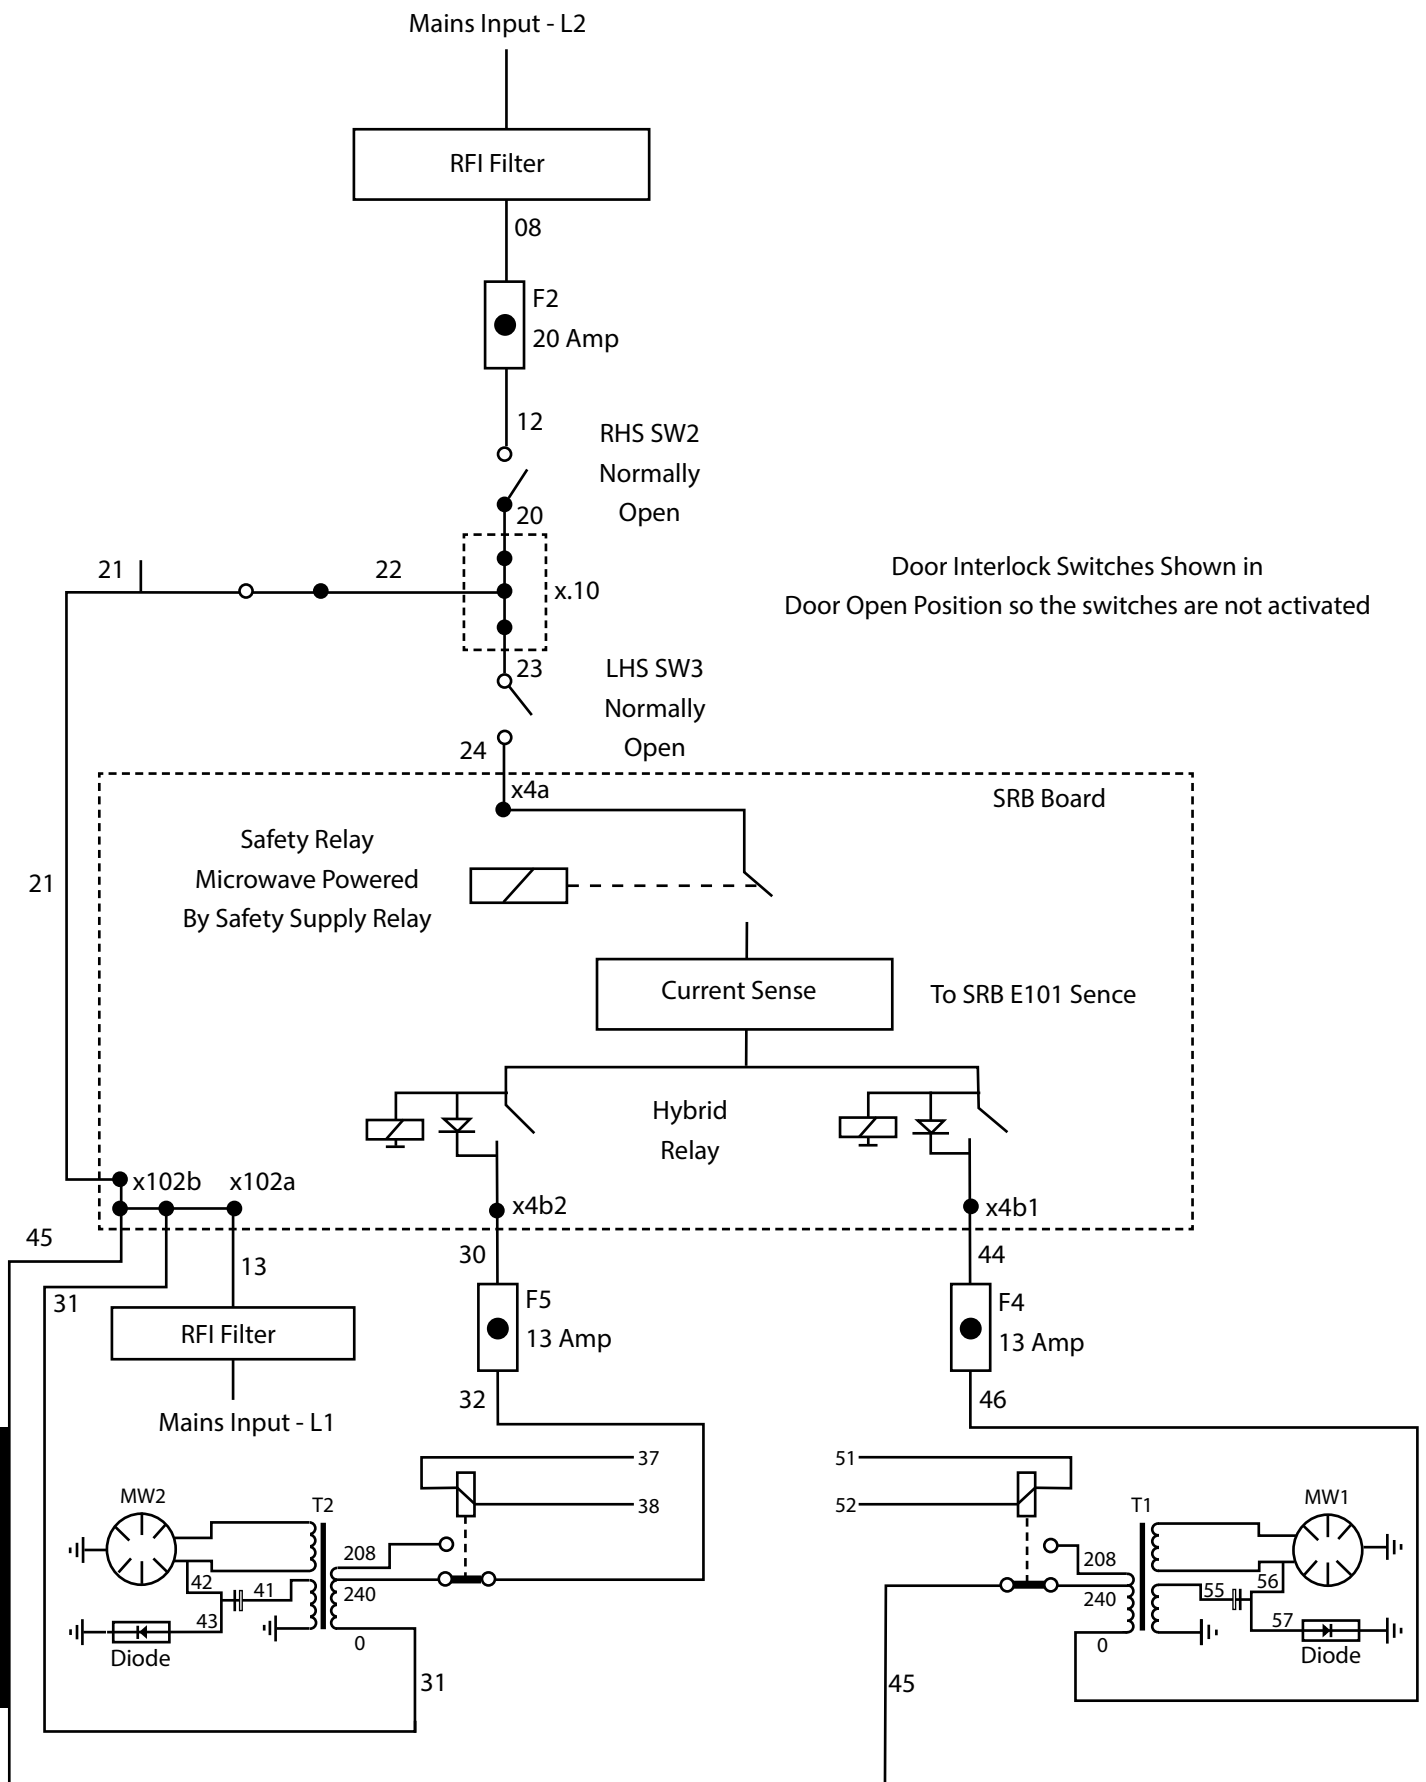 Mains Input - L2
RFI Filter
08
F2
20 Amp
12
RHS SW2
Normally
Open
20
21
22
x.10
Door Interlock Switches Shown in
Door Open Position so the switches are not activated
23
LHS SW3
Normally
Open
24
x4a
SRB Board
Safety Relay
Microwave Powered
By Safety Supply Relay
21
Current Sense
To SRB E101 Sence
Hybrid
Relay
x102b
x102a
x4b2
x4b1
45
13
30
44
31
F5
13 Amp
F4
13 Amp
RFI Filter
32
46
Mains Input - L1
37
38
51
52
MW2
T2
208
240
0
42
41
43
Diode
31
T1
MW1
208
240
0
55
56
57
Diode
45